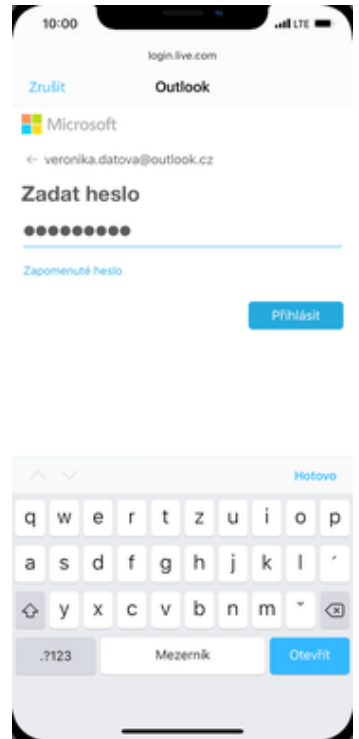 10:00 LTE
login.live.com
Zrušit Outlook
Microsoft
← veronika.datova@outlook.cz
Zadat heslo
●●●●●●●●●
Zapomenuté heslo
Přihlásit
Hotovo
q w e r t z u i o p
a s d f g h j k l ´
y x c v b n m ˇ
.?123 Mezerník Otevřít